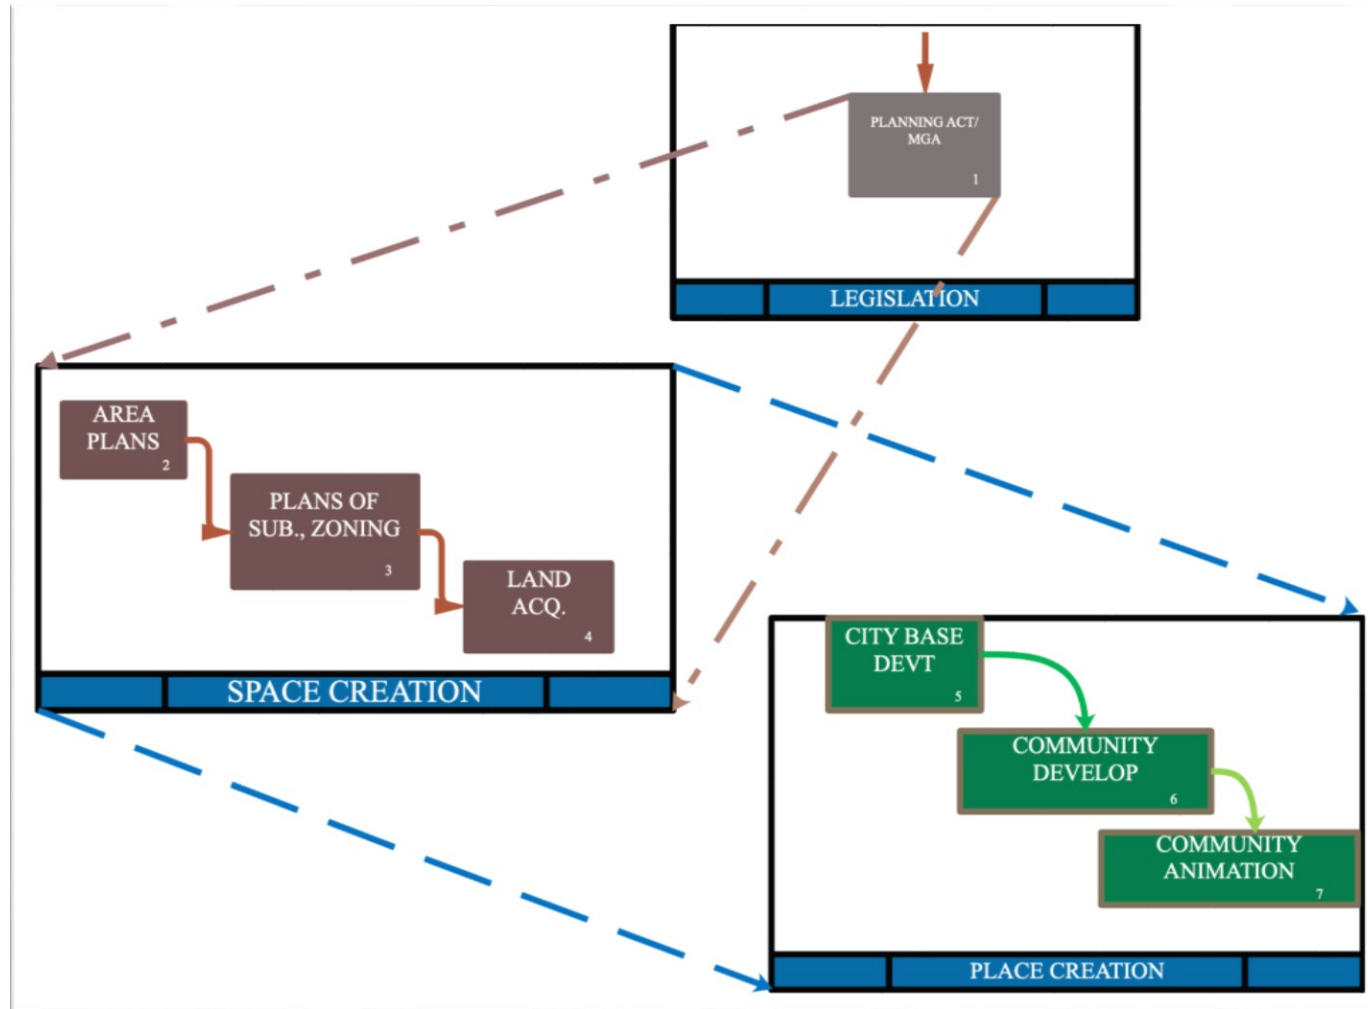 PLANNING ACT/
MGA
1
LEGISLATION
AREA
PLANS
2
PLANS OF
SUB., ZONING
3
LAND
ACQ.
4
SPACE CREATION
CITY BASE
DEVT
5
COMMUNITY
DEVELOP
6
COMMUNITY
ANIMATION
7
PLACE CREATION